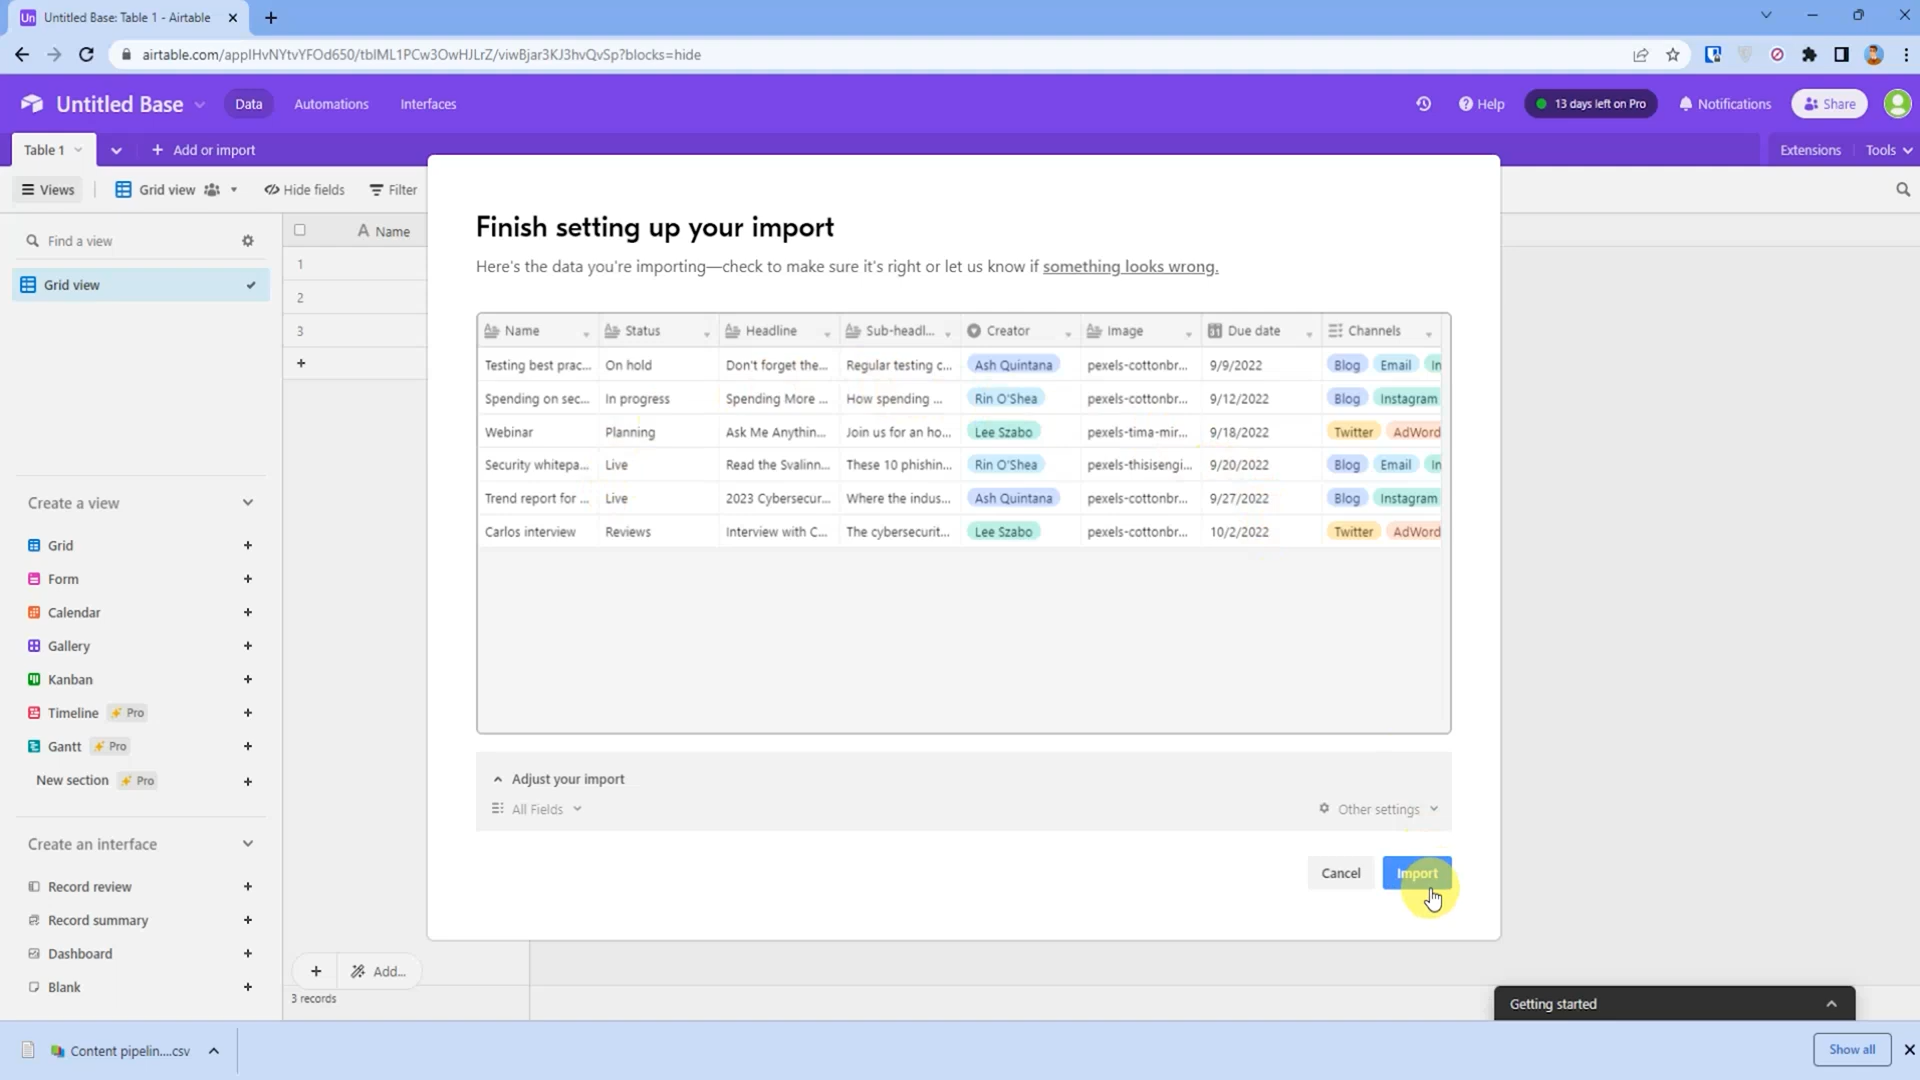 Un Untitled Base: Table 1 - Airtable
airtable.com/appIHvNYtvYFOd650/tblML1PCw3OwHJLrZ/viwBjar3KJ3hvQvSp?blocks=hide
Untitled Base Data Automations Interfaces Help 13 days left on Pro Notifications Share
Table 1 + Add or import Extensions Tools
Views Grid view Hide fields Filter
Find a view
Grid view
A Name
1
2
3
+
Finish setting up your import
Here's the data you're importing—check to make sure it's right or let us know if something looks wrong.
Name Status Headline Sub-headl... Creator Image Due date Channels
Testing best prac... On hold Don't forget the... Regular testing c... Ash Quintana pexels-cottonbr... 9/9/2022 Blog Email In
Spending on sec... In progress Spending More ... How spending ... Rin O'Shea pexels-cottonbr... 9/12/2022 Blog Instagram
Webinar Planning Ask Me Anythin... Join us for an ho... Lee Szabo pexels-tima-mir... 9/18/2022 Twitter AdWord
Security whitepa... Live Read the Svalinn... These 10 phishin... Rin O'Shea pexels-thisisengi... 9/20/2022 Blog Email In
Trend report for ... Live 2023 Cybersecur... Where the indus... Ash Quintana pexels-cottonbr... 9/27/2022 Blog Instagram
Carlos interview Reviews Interview with C... The cybersecurit... Lee Szabo pexels-cottonbr... 10/2/2022 Twitter AdWord
Adjust your import
All Fields Other settings
Cancel Import
Create a view
Grid +
Form +
Calendar +
Gallery +
Kanban +
Timeline Pro +
Gantt Pro +
New section Pro +
Create an interface
Record review +
Record summary +
Dashboard +
Blank +
+ Add...
3 records
Getting started
Content pipelin....csv Show all